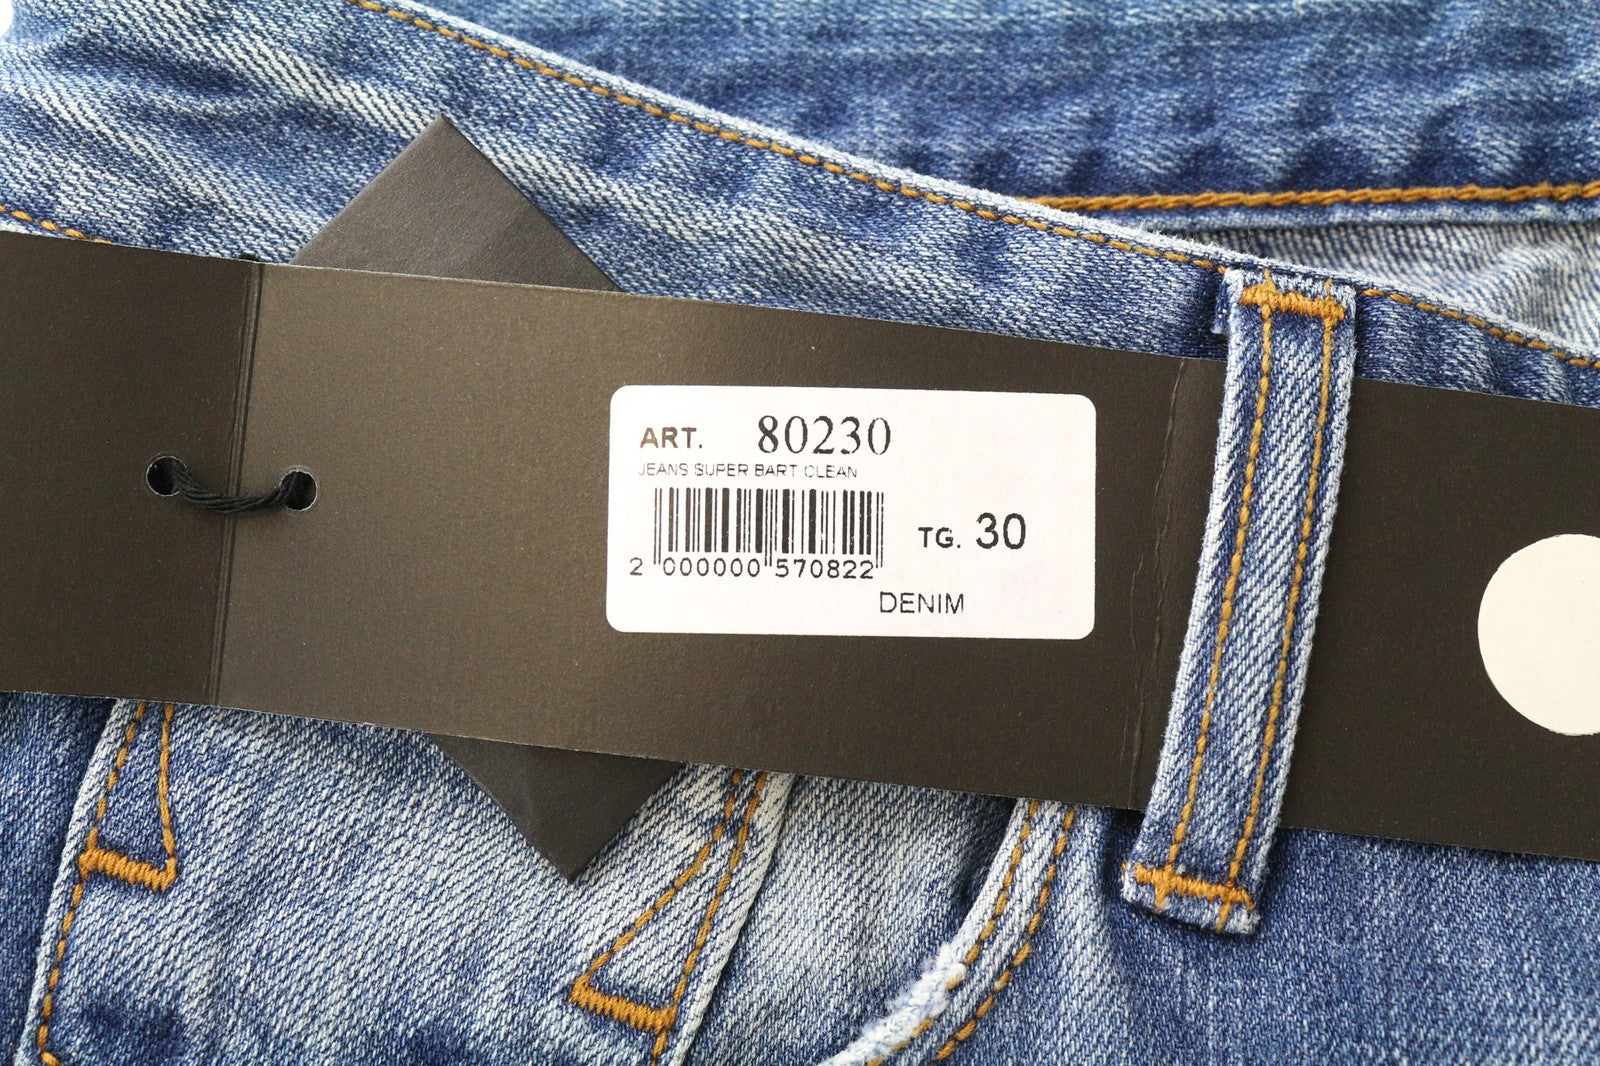 ART. 80230
JEANS SUPER BART CLEAN
2 000000 570822
TG. 30
DENIM